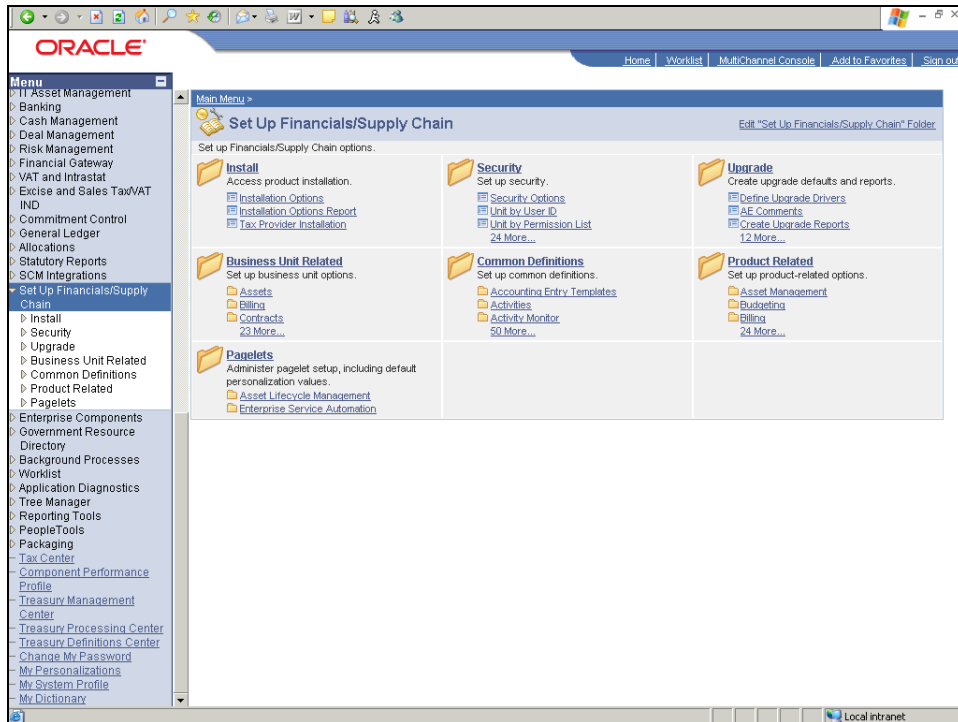 ORACLE'
Home | Worklist | MultiChannel Console | Add to Favorites | Sign out
Menu
IT Asset Management
Banking
Cash Management
Deal Management
Risk Management
Financial Gateway
VAT and Intrastat
Excise and Sales Tax/VAT
IND
Commitment Control
General Ledger
Allocations
Statutory Reports
SCM Integrations
Set Up Financials/Supply
Chain
Install
Security
Upgrade
Business Unit Related
Common Definitions
Product Related
Pagelets
Enterprise Components
Government Resource
Directory
Background Processes
Worklist
Application Diagnostics
Tree Manager
Reporting Tools
PeopleTools
Packaging
Tax Center
Component Performance
Profile
Treasury Management
Center
Treasury Processing Center
Treasury Definitions Center
Change My Password
My Personalizations
My System Profile
My Dictionary
Main Menu >
Set Up Financials/Supply Chain
Edit "Set Up Financials/Supply Chain" Folder
Set up Financials/Supply Chain options.
Install
Access product installation.
Installation Options
Installation Options Report
Tax Provider Installation
Security
Set up security.
Security Options
Unit by User ID
Unit by Permission List
24 More...
Upgrade
Create upgrade defaults and reports.
Define Upgrade Drivers
AE Comments
Create Upgrade Reports
12 More...
Business Unit Related
Set up business unit options.
Assets
Billing
Contracts
23 More...
Common Definitions
Set up common definitions.
Accounting Entry Templates
Activities
Activity Monitor
50 More...
Product Related
Set up product-related options.
Asset Management
Budgeting
Billing
24 More...
Pagelets
Administer pagelet setup, including default
personalization values.
Asset Lifecycle Management
Enterprise Service Automation
Local intranet